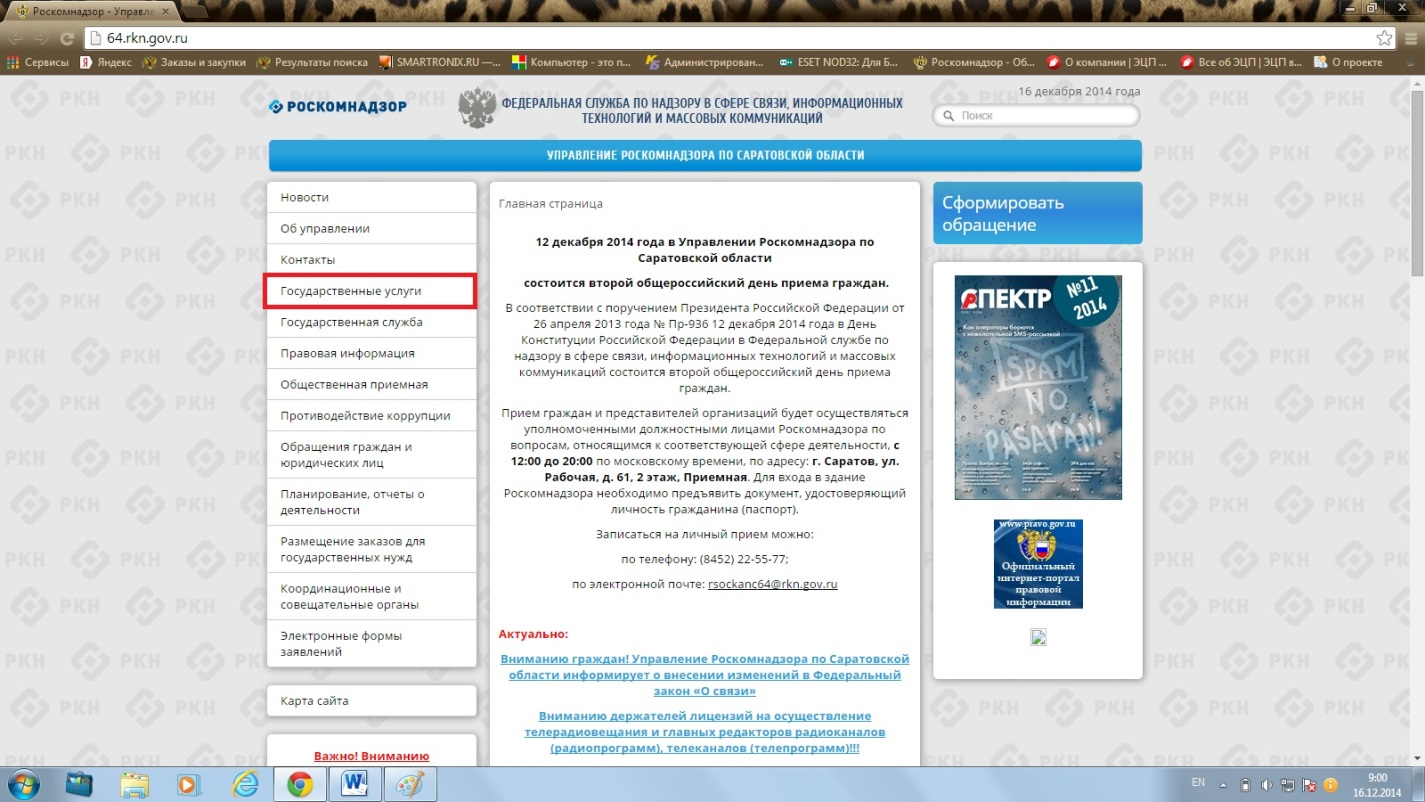 Роскомнадзор - Управле
64.rkn.gov.ru
Сервисы
Яндекс
Заказы и закупки
Результаты поиска
SMARTRONIX.RU —...
Компьютер - это п...
Администрирован...
ESET NOD32: Для Б...
Роскомнадзор - Об...
О компании | ЭЦП ...
Все об ЭЦП | ЭЦП в...
О проекте
РОСКОМНАДЗОР
ФЕДЕРАЛЬНАЯ СЛУЖБА ПО НАДЗОРУ В СФЕРЕ СВЯЗИ, ИНФОРМАЦИОННЫХ
ТЕХНОЛОГИЙ И МАССОВЫХ КОММУНИКАЦИЙ
16 декабря 2014 года
Поиск
УПРАВЛЕНИЕ РОСКОМНАДЗОРА ПО САРАТОВСКОЙ ОБЛАСТИ
Новости
Об управлении
Контакты
Государственные услуги
Государственная служба
Правовая информация
Общественная приемная
Противодействие коррупции
Обращения граждан и
юридических лиц
Планирование, отчеты о
деятельности
Размещение заказов для
государственных нужд
Координационные и
совещательные органы
Электронные формы
заявлений
Карта сайта
Важно! Вниманию
Главная страница
12 декабря 2014 года в Управлении Роскомнадзора по
Саратовской области
состоится второй общероссийский день приема граждан.
В соответствии с поручением Президента Российской Федерации от
26 апреля 2013 года № Пр-936 12 декабря 2014 года в День
Конституции Российской Федерации в Федеральной службе по
надзору в сфере связи, информационных технологий и массовых
коммуникаций состоится второй общероссийский день приема
граждан.
Прием граждан и представителей организаций будет осуществляться
уполномоченными должностными лицами Роскомнадзора по
вопросам, относящимся к соответствующей сфере деятельности, с
12:00 до 20:00 по московскому времени, по адресу: г. Саратов, ул.
Рабочая, д. 61, 2 этаж, Приемная. Для входа в здание
Роскомнадзора необходимо предъявить документ, удостоверяющий
личность гражданина (паспорт).
Записаться на личный прием можно:
по телефону: (8452) 22-55-77;
по электронной почте: rsockanc64@rkn.gov.ru
Актуально:
Вниманию граждан! Управление Роскомнадзора по Саратовской
области информирует о внесении изменений в Федеральный
закон «О связи»
Вниманию держателей лицензий на осуществление
телерадиовещания и главных редакторов радиоканалов
(радиопрограмм), телеканалов (телепрограмм)!!!
Сформировать
обращение
СПЕКТР
№11
2014
Как операторы борются
с нежелательной SMS-рассылкой
SPAM
NO
PASARÁN!
www.pravo.gov.ru
Официальный
интернет-портал
правовой
информации
РКН
EN
9:00
16.12.2014